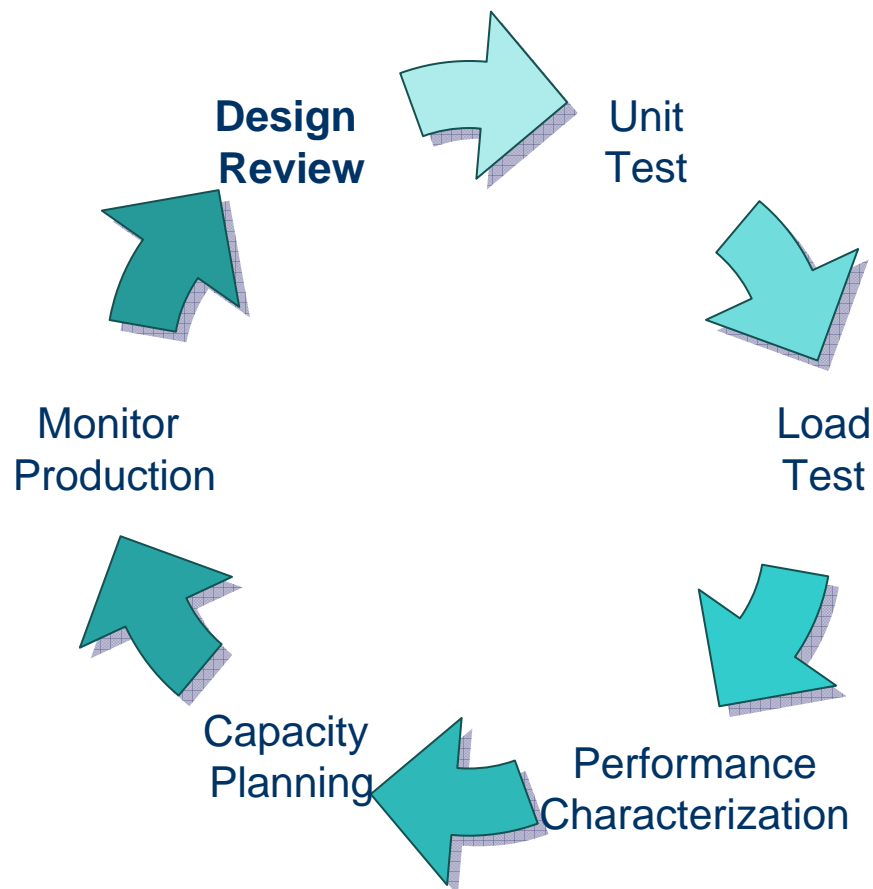 Design
Review
Unit
Test
Load
Test
Performance
Characterization
Capacity
Planning
Monitor
Production